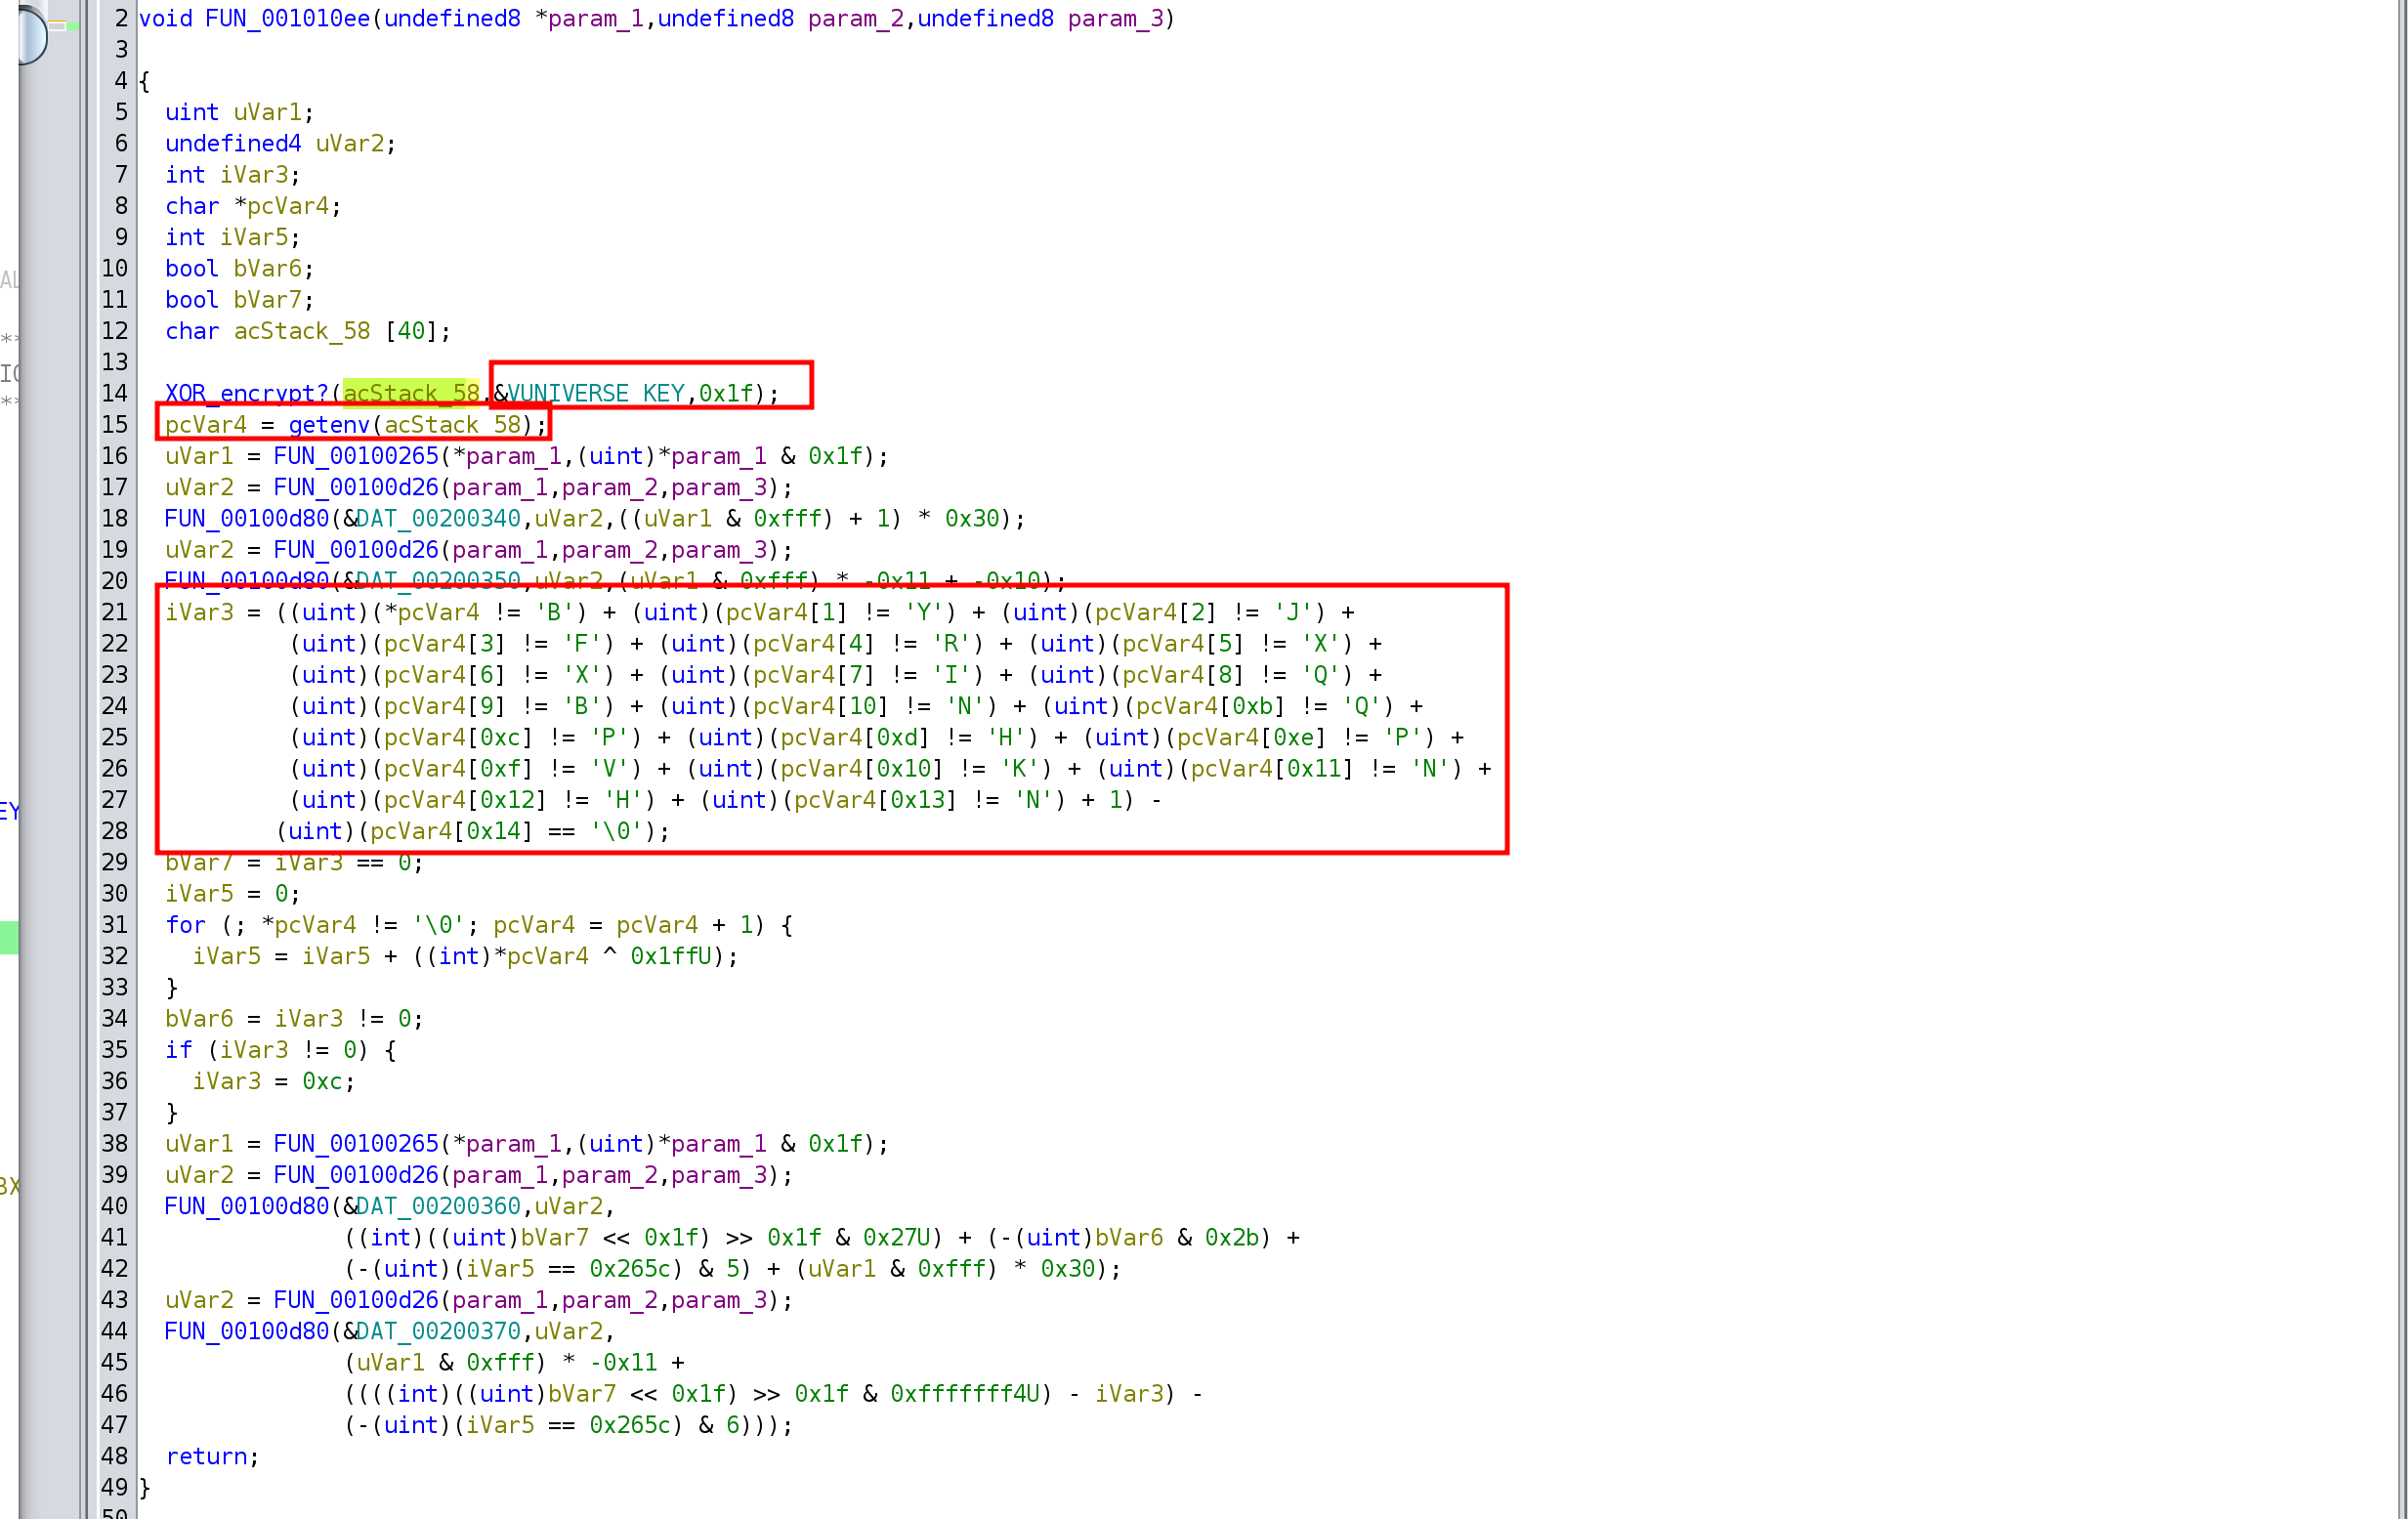 2 void FUN_001010ee(undefined8 *param_1,undefined8 param_2,undefined8 param_3)
3
4 {
5   uint uVar1;
6   undefined4 uVar2;
7   int iVar3;
8   char *pcVar4;
9   int iVar5;
10   bool bVar6;
11   bool bVar7;
12   char acStack_58 [40];
13
14   XOR_encrypt?(acStack_58,&VUNIVERSE_KEY,0x1f);
15   pcVar4 = getenv(acStack_58);
16   uVar1 = FUN_00100265(*param_1,(uint)*param_1 & 0x1f);
17   uVar2 = FUN_00100d26(param_1,param_2,param_3);
18   FUN_00100d80(&DAT_00200340,uVar2,((uVar1 & 0xfff) + 1) * 0x30);
19   uVar2 = FUN_00100d26(param_1,param_2,param_3);
20   FUN_00100d80(&DAT_00200350,uVar2,(uVar1 & 0xfff) * -0x11 + -0x10);
21   iVar3 = ((uint)(*pcVar4 != 'B') + (uint)(pcVar4[1] != 'Y') + (uint)(pcVar4[2] != 'J') +
22            (uint)(pcVar4[3] != 'F') + (uint)(pcVar4[4] != 'R') + (uint)(pcVar4[5] != 'X') +
23            (uint)(pcVar4[6] != 'X') + (uint)(pcVar4[7] != 'I') + (uint)(pcVar4[8] != 'Q') +
24            (uint)(pcVar4[9] != 'B') + (uint)(pcVar4[10] != 'N') + (uint)(pcVar4[0xb] != 'Q') +
25            (uint)(pcVar4[0xc] != 'P') + (uint)(pcVar4[0xd] != 'H') + (uint)(pcVar4[0xe] != 'P') +
26            (uint)(pcVar4[0xf] != 'V') + (uint)(pcVar4[0x10] != 'K') + (uint)(pcVar4[0x11] != 'N') +
27            (uint)(pcVar4[0x12] != 'H') + (uint)(pcVar4[0x13] != 'N') + 1) -
28           (uint)(pcVar4[0x14] == '\0');
29   bVar7 = iVar3 == 0;
30   iVar5 = 0;
31   for (; *pcVar4 != '\0'; pcVar4 = pcVar4 + 1) {
32     iVar5 = iVar5 + ((int)*pcVar4 ^ 0x1ffU);
33   }
34   bVar6 = iVar3 != 0;
35   if (iVar3 != 0) {
36     iVar3 = 0xc;
37   }
38   uVar1 = FUN_00100265(*param_1,(uint)*param_1 & 0x1f);
39   uVar2 = FUN_00100d26(param_1,param_2,param_3);
40   FUN_00100d80(&DAT_00200360,uVar2,
41                ((int)((uint)bVar7 << 0x1f) >> 0x1f & 0x27U) + (-(uint)bVar6 & 0x2b) +
42                (-(uint)(iVar5 == 0x265c) & 5) + (uVar1 & 0xfff) * 0x30);
43   uVar2 = FUN_00100d26(param_1,param_2,param_3);
44   FUN_00100d80(&DAT_00200370,uVar2,
45                (uVar1 & 0xfff) * -0x11 +
46                ((((int)((uint)bVar7 << 0x1f) >> 0x1f & 0xfffffff4U) - iVar3) -
47                (-(uint)(iVar5 == 0x265c) & 6)));
48   return;
49 }
50
AL
**
**
EY